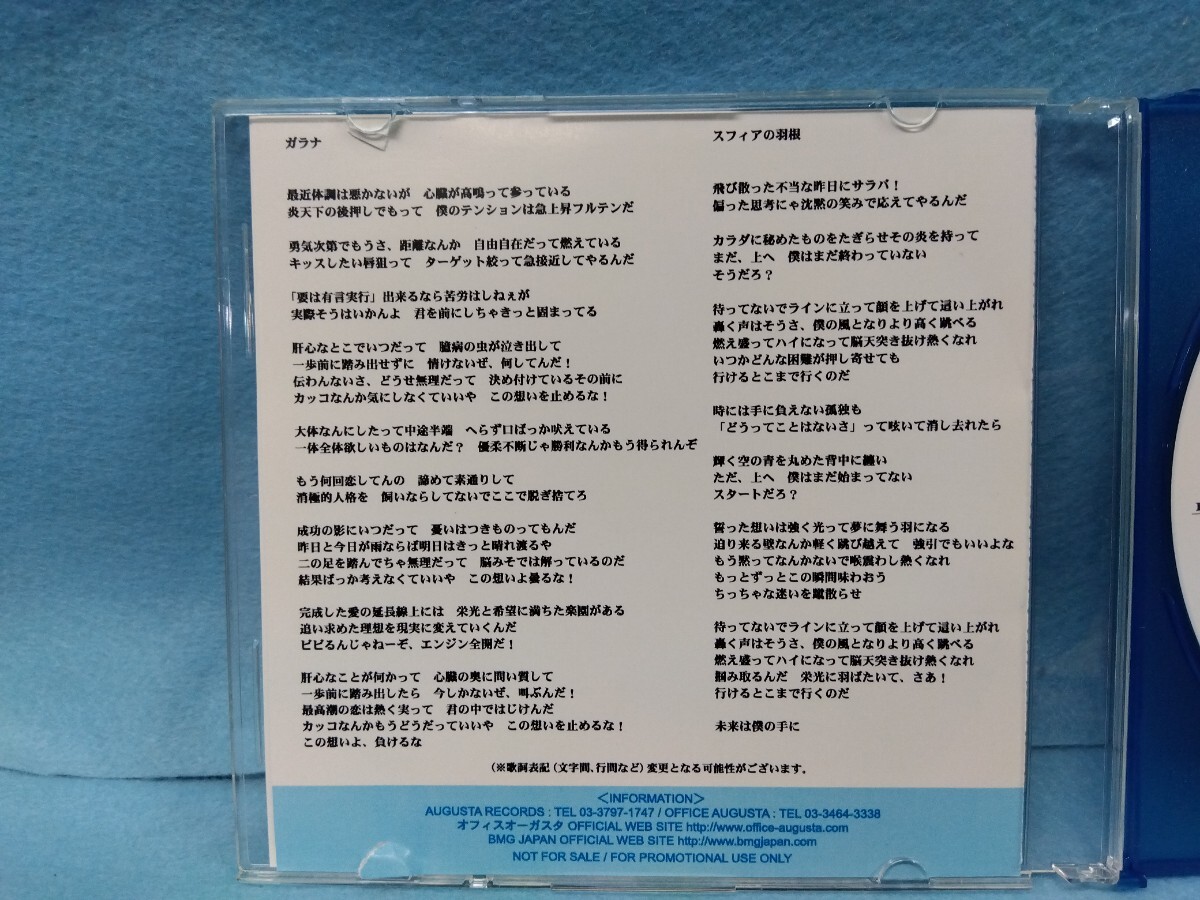 ガラナ
最近体調は悪かないが　心臓が高鳴って参っている
炎天下の後押しでもって　僕のテンションは急上昇フルテンだ
勇気次第でもうさ、距離なんか　自由自在だって燃えている
キッスしたい唇狙って　ターゲット絞って急接近してやるんだ
「要は有言実行」出来るなら苦労はしねぇが
実際そうはいかんよ　君を前にしちゃきっと固まってる
肝心なとこでいつだって　臆病の虫が泣き出して
一歩前に踏み出せずに　情けないぜ、何してんだ！
伝わんないさ、どうせ無理だって　決め付けているその前に
カッコなんか気にしなくていいや　この想いを止めるな！
大体なんにしたって中途半端　へらず口ばっか吠えている
一体全体欲しいものはなんだ？　優柔不断じゃ勝利なんかもう得られんぞ
もう何回恋してんの　諦めて素通りして
消極的人格を　飼いならしてないでここで脱ぎ捨てろ
成功の影にいつだって　憂いはつきものってもんだ
昨日と今日が雨ならば明日はきっと晴れ渡るや
二の足を踏んでちゃ無理だって　脳みそでは解っているのだ
結果ばっか考えなくていいや　この想いよ曇るな！
完成した愛の延長線上には　栄光と希望に満ちた楽園がある
追い求めた理想を現実に変えていくんだ
ビビるんじゃねーぞ、エンジン全開だ！
肝心なことが何かって　心臓の奥に問い質して
一歩前に踏み出したら　今しかないぜ、叫ぶんだ！
最高潮の恋は熱く実って　君の中ではじけんだ
カッコなんかもうどうだっていいや　この想いを止めるな！
この想いよ、負けるな
スフィアの羽根
飛び散った不当な昨日にサラバ！
偏った思考にゃ沈黙の笑みで応えてやるんだ
カラダに秘めたものをたぎらせその炎を持って
まだ、上へ　僕はまだ終わっていない
そうだろ？
待ってないでラインに立って顔を上げて這い上がれ
轟く声はそうさ、僕の風となりより高く跳べる
燃え盛ってハイになって脳天突き抜け熱くなれ
いつかどんな困難が押し寄せても
行けるとこまで行くのだ
時には手に負えない孤独も
「どうってことはないさ」って呟いて消し去れたら
輝く空の青を丸めた背中に纏い
ただ、上へ　僕はまだ始まってない
スタートだろ？
誓った想いは強く光って夢に舞う羽になる
迫り来る壁なんか軽く跳び越えて　強引でもいいよな
もう黙ってなんかないで喉震わし熱くなれ
もっとずっとこの瞬間味わおう
ちっちゃな迷いを蹴散らせ
待ってないでラインに立って顔を上げて這い上がれ
轟く声はそうさ、僕の風となりより高く跳べる
燃え盛ってハイになって脳天突き抜け熱くなれ
掴み取るんだ　栄光に羽ばたいて、さあ！
行けるとこまで行くのだ
未来は僕の手に
（※歌詞表記（文字間、行間など）変更となる可能性がございます。
＜INFORMATION＞
AUGUSTA RECORDS : TEL 03-3797-1747 / OFFICE AUGUSTA : TEL 03-3464-3338
オフィスオーガスタ OFFICIAL WEB SITE http://www.office-augusta.com
BMG JAPAN OFFICIAL WEB SITE http://www.bmgjapan.com
NOT FOR SALE / FOR PROMOTIONAL USE ONLY